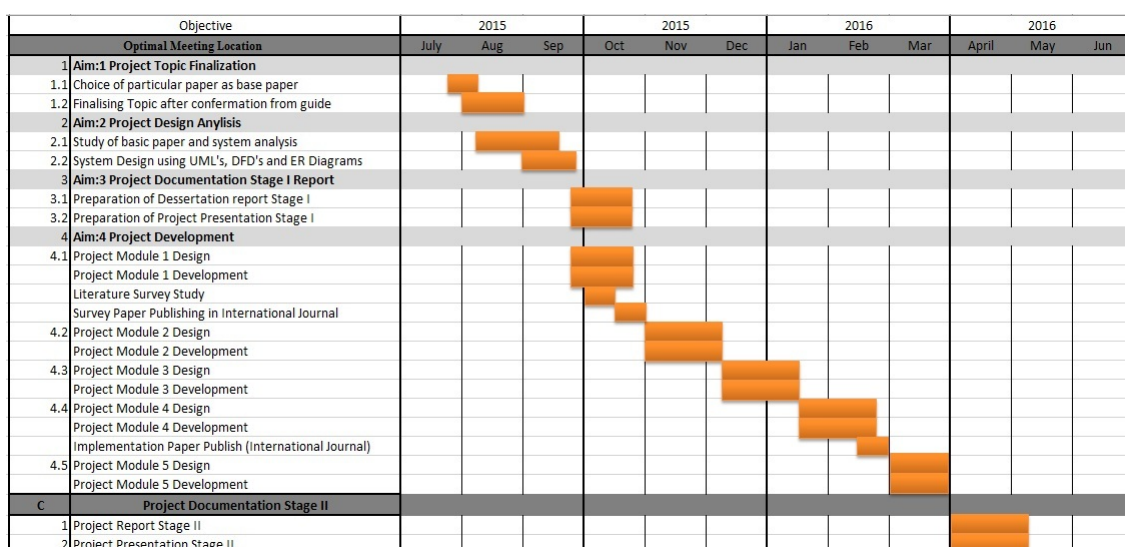 Objective 2015 2015 2016 2016
Optimal Meeting Location July Aug Sep Oct Nov Dec Jan Feb Mar April May Jun
1 Aim:1 Project Topic Finalization
1.1 Choice of particular paper as base paper
1.2 Finalising Topic after confermation from guide
2 Aim:2 Project Design Anylisis
2.1 Study of basic paper and system analysis
2.2 System Design using UML's, DFD's and ER Diagrams
3 Aim:3 Project Documentation Stage I Report
3.1 Preparation of Dessertation report Stage I
3.2 Preparation of Project Presentation Stage I
4 Aim:4 Project Development
4.1 Project Module 1 Design
Project Module 1 Development
Literature Survey Study
Survey Paper Publishing in International Journal
4.2 Project Module 2 Design
Project Module 2 Development
4.3 Project Module 3 Design
Project Module 3 Development
4.4 Project Module 4 Design
Project Module 4 Development
Implementation Paper Publish (International Journal)
4.5 Project Module 5 Design
Project Module 5 Development
C Project Documentation Stage II
1 Project Report Stage II
2 Project Presentation Stage II